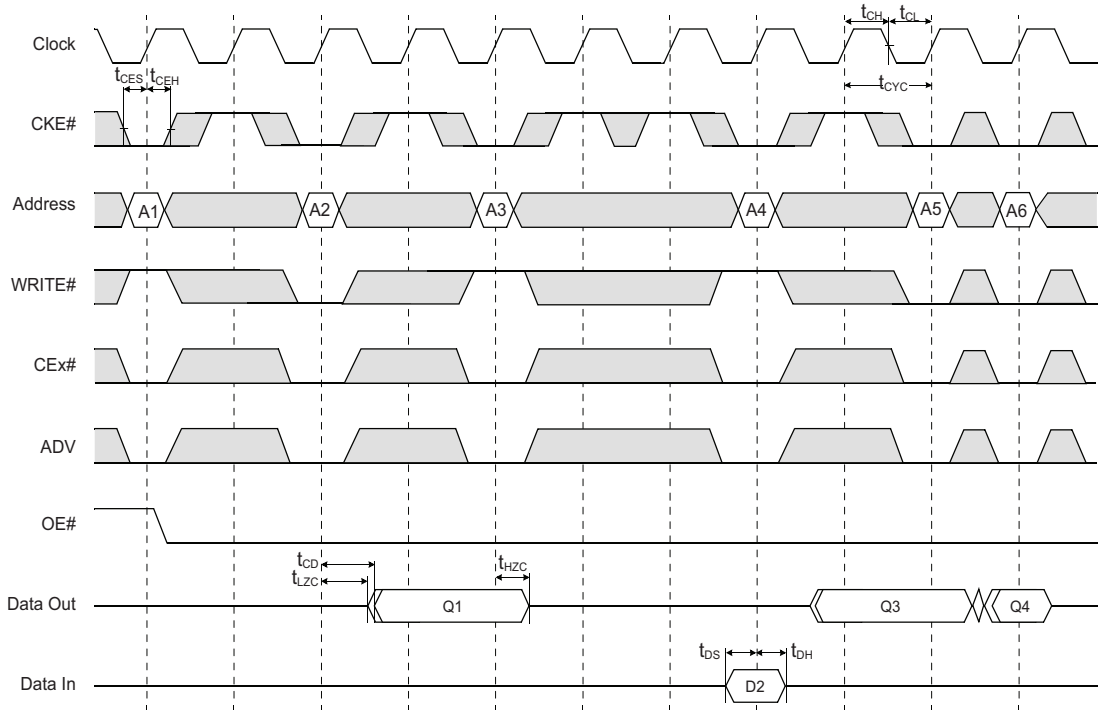 tCH tCL
Clock
tCES tCEH
tCYC
CKE#
Address A1 A2 A3 A4 A5 A6
WRITE#
CEx#
ADV
OE#
tCD
tLZC
tHZC
Data Out Q1 Q3 Q4
tDS tDH
Data In D2